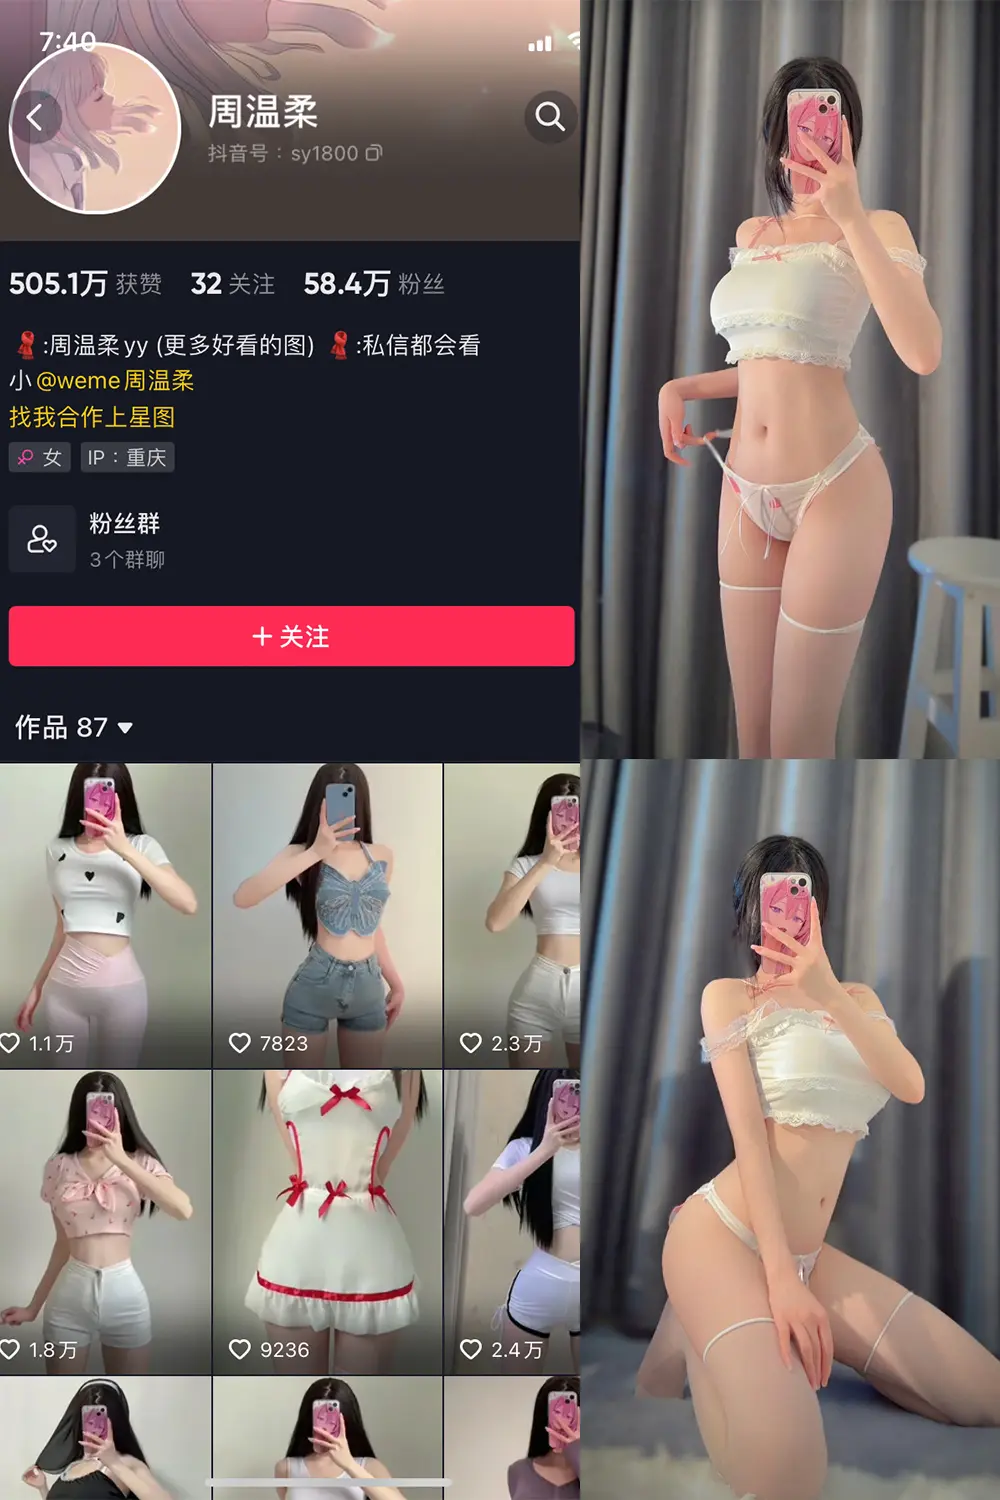 7:40
周温柔
抖音号：sy1800
505.1万 获赞 32 关注 58.4万 粉丝
:周温柔yy (更多好看的图) :私信都会看
小@weme周温柔
找我合作上星图
女 IP：重庆
粉丝群
3个群聊
+ 关注
作品 87
1.1万 7823 2.3万
1.8万 9236 2.4万